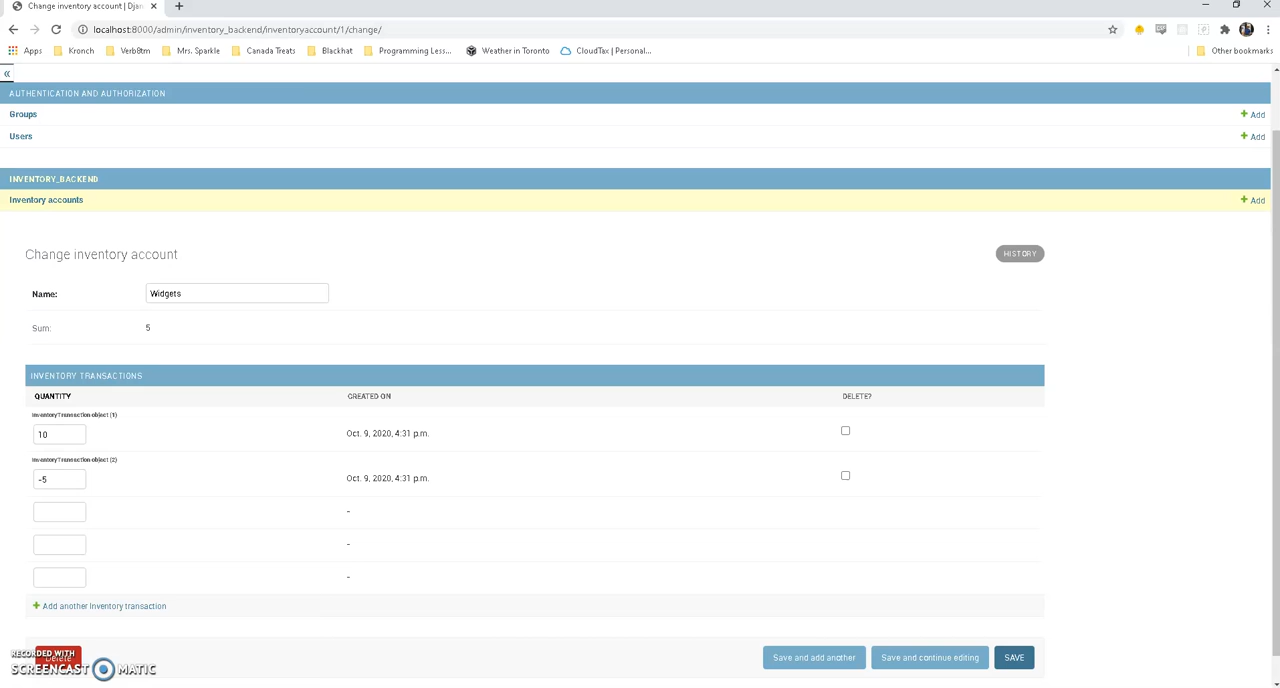 Change inventory account | Djan
localhost:8000/admin/inventory_backend/inventoryaccount/1/change/
Apps Kronch Verb8tm Mrs. Sparkle Canada Treats Blackhat Programming Less... Weather in Toronto CloudTax | Personal... Other bookmarks
«
AUTHENTICATION AND AUTHORIZATION
Groups + Add
Users + Add
INVENTORY_BACKEND
Inventory accounts + Add
Change inventory account HISTORY
Name: Widgets
Sum: 5
INVENTORY TRANSACTIONS
QUANTITY CREATED ON DELETE?
InventoryTransaction object (1)
10 Oct. 9, 2020, 4:31 p.m.
InventoryTransaction object (2)
-5 Oct. 9, 2020, 4:31 p.m.
-
-
-
+ Add another Inventory transaction
Delete Save and add another Save and continue editing SAVE
RECORDED WITH
SCREENCAST MATIC